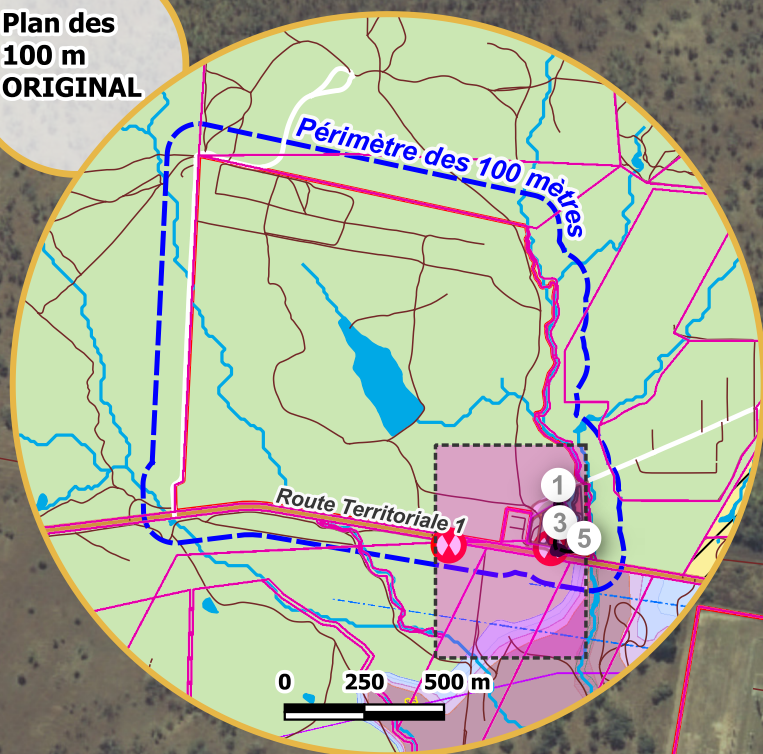 Plan des
100 m
ORIGINAL
Périmètre des 100 mètres
Route Territoriale 1
1
3
5
0 250 500 m